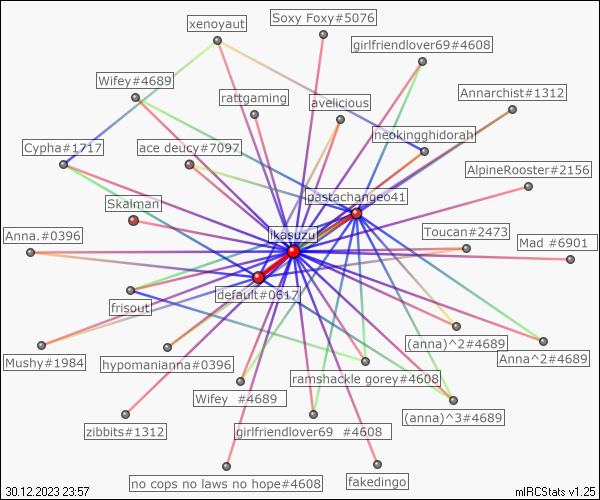 Soxy Foxy#5076
xenoyaut
girlfriendlover69#4608
Wifey#4689
rattgaming
avelicious
Annarchist#1312
neokingghidorah
Cypha#1717
ace deucy#7097
AlpineRooster#2156
pastachangeo41
Skalman
ikasuzu
Toucan#2473
Anna.#0396
Mad #6901
default#0617
frisout
(anna)^2#4689
Mushy#1984
hypomanianna#0396
Anna^2#4689
ramshackle gorey#4608
Wifey #4689
(anna)^3#4689
zibbits#1312
girlfriendlover69 #4608
no cops no laws no hope#4608
fakedingo
30.12.2023 23:57
mIRCStats v1.25